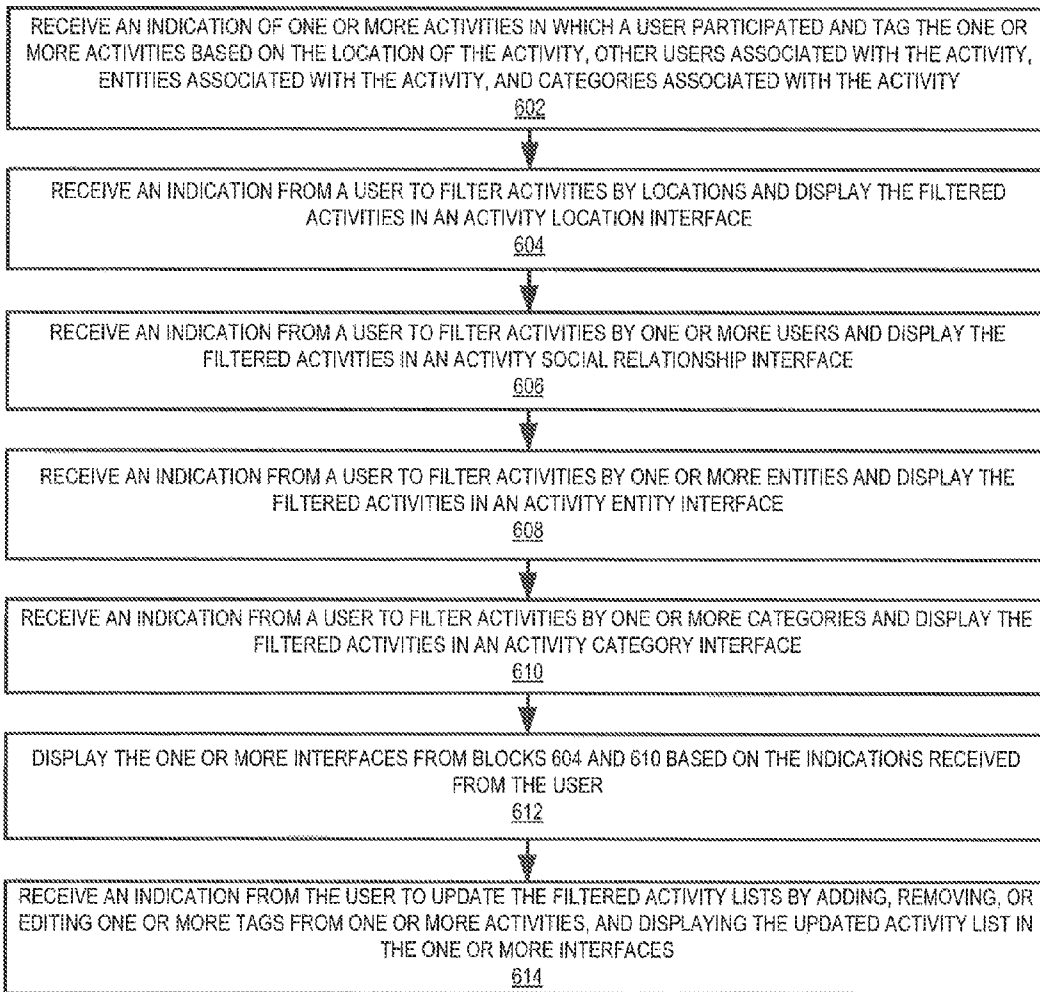 RECEIVE AN INDICATION OF ONE OR MORE ACTIVITIES IN WHICH A USER PARTICIPATED AND TAG THE ONE OR
MORE ACTIVITIES BASED ON THE LOCATION OF THE ACTIVITY, OTHER USERS ASSOCIATED WITH THE ACTIVITY,
ENTITIES ASSOCIATED WITH THE ACTIVITY, AND CATEGORIES ASSOCIATED WITH THE ACTIVITY
602
RECEIVE AN INDICATION FROM A USER TO FILTER ACTIVITIES BY LOCATIONS AND DISPLAY THE FILTERED
ACTIVITIES IN AN ACTIVITY LOCATION INTERFACE
604
RECEIVE AN INDICATION FROM A USER TO FILTER ACTIVITIES BY ONE OR MORE USERS AND DISPLAY THE
FILTERED ACTIVITIES IN AN ACTIVITY SOCIAL RELATIONSHIP INTERFACE
606
RECEIVE AN INDICATION FROM A USER TO FILTER ACTIVITIES BY ONE OR MORE ENTITIES AND DISPLAY THE
FILTERED ACTIVITIES IN AN ACTIVITY ENTITY INTERFACE
608
RECEIVE AN INDICATION FROM A USER TO FILTER ACTIVITIES BY ONE OR MORE CATEGORIES AND DISPLAY THE
FILTERED ACTIVITIES IN AN ACTIVITY CATEGORY INTERFACE
610
DISPLAY THE ONE OR MORE INTERFACES FROM BLOCKS 604 AND 610 BASED ON THE INDICATIONS RECEIVED
FROM THE USER
612
RECEIVE AN INDICATION FROM THE USER TO UPDATE THE FILTERED ACTIVITY LISTS BY ADDING, REMOVING, OR
EDITING ONE OR MORE TAGS FROM ONE OR MORE ACTIVITIES, AND DISPLAYING THE UPDATED ACTIVITY LIST IN
THE ONE OR MORE INTERFACES
614